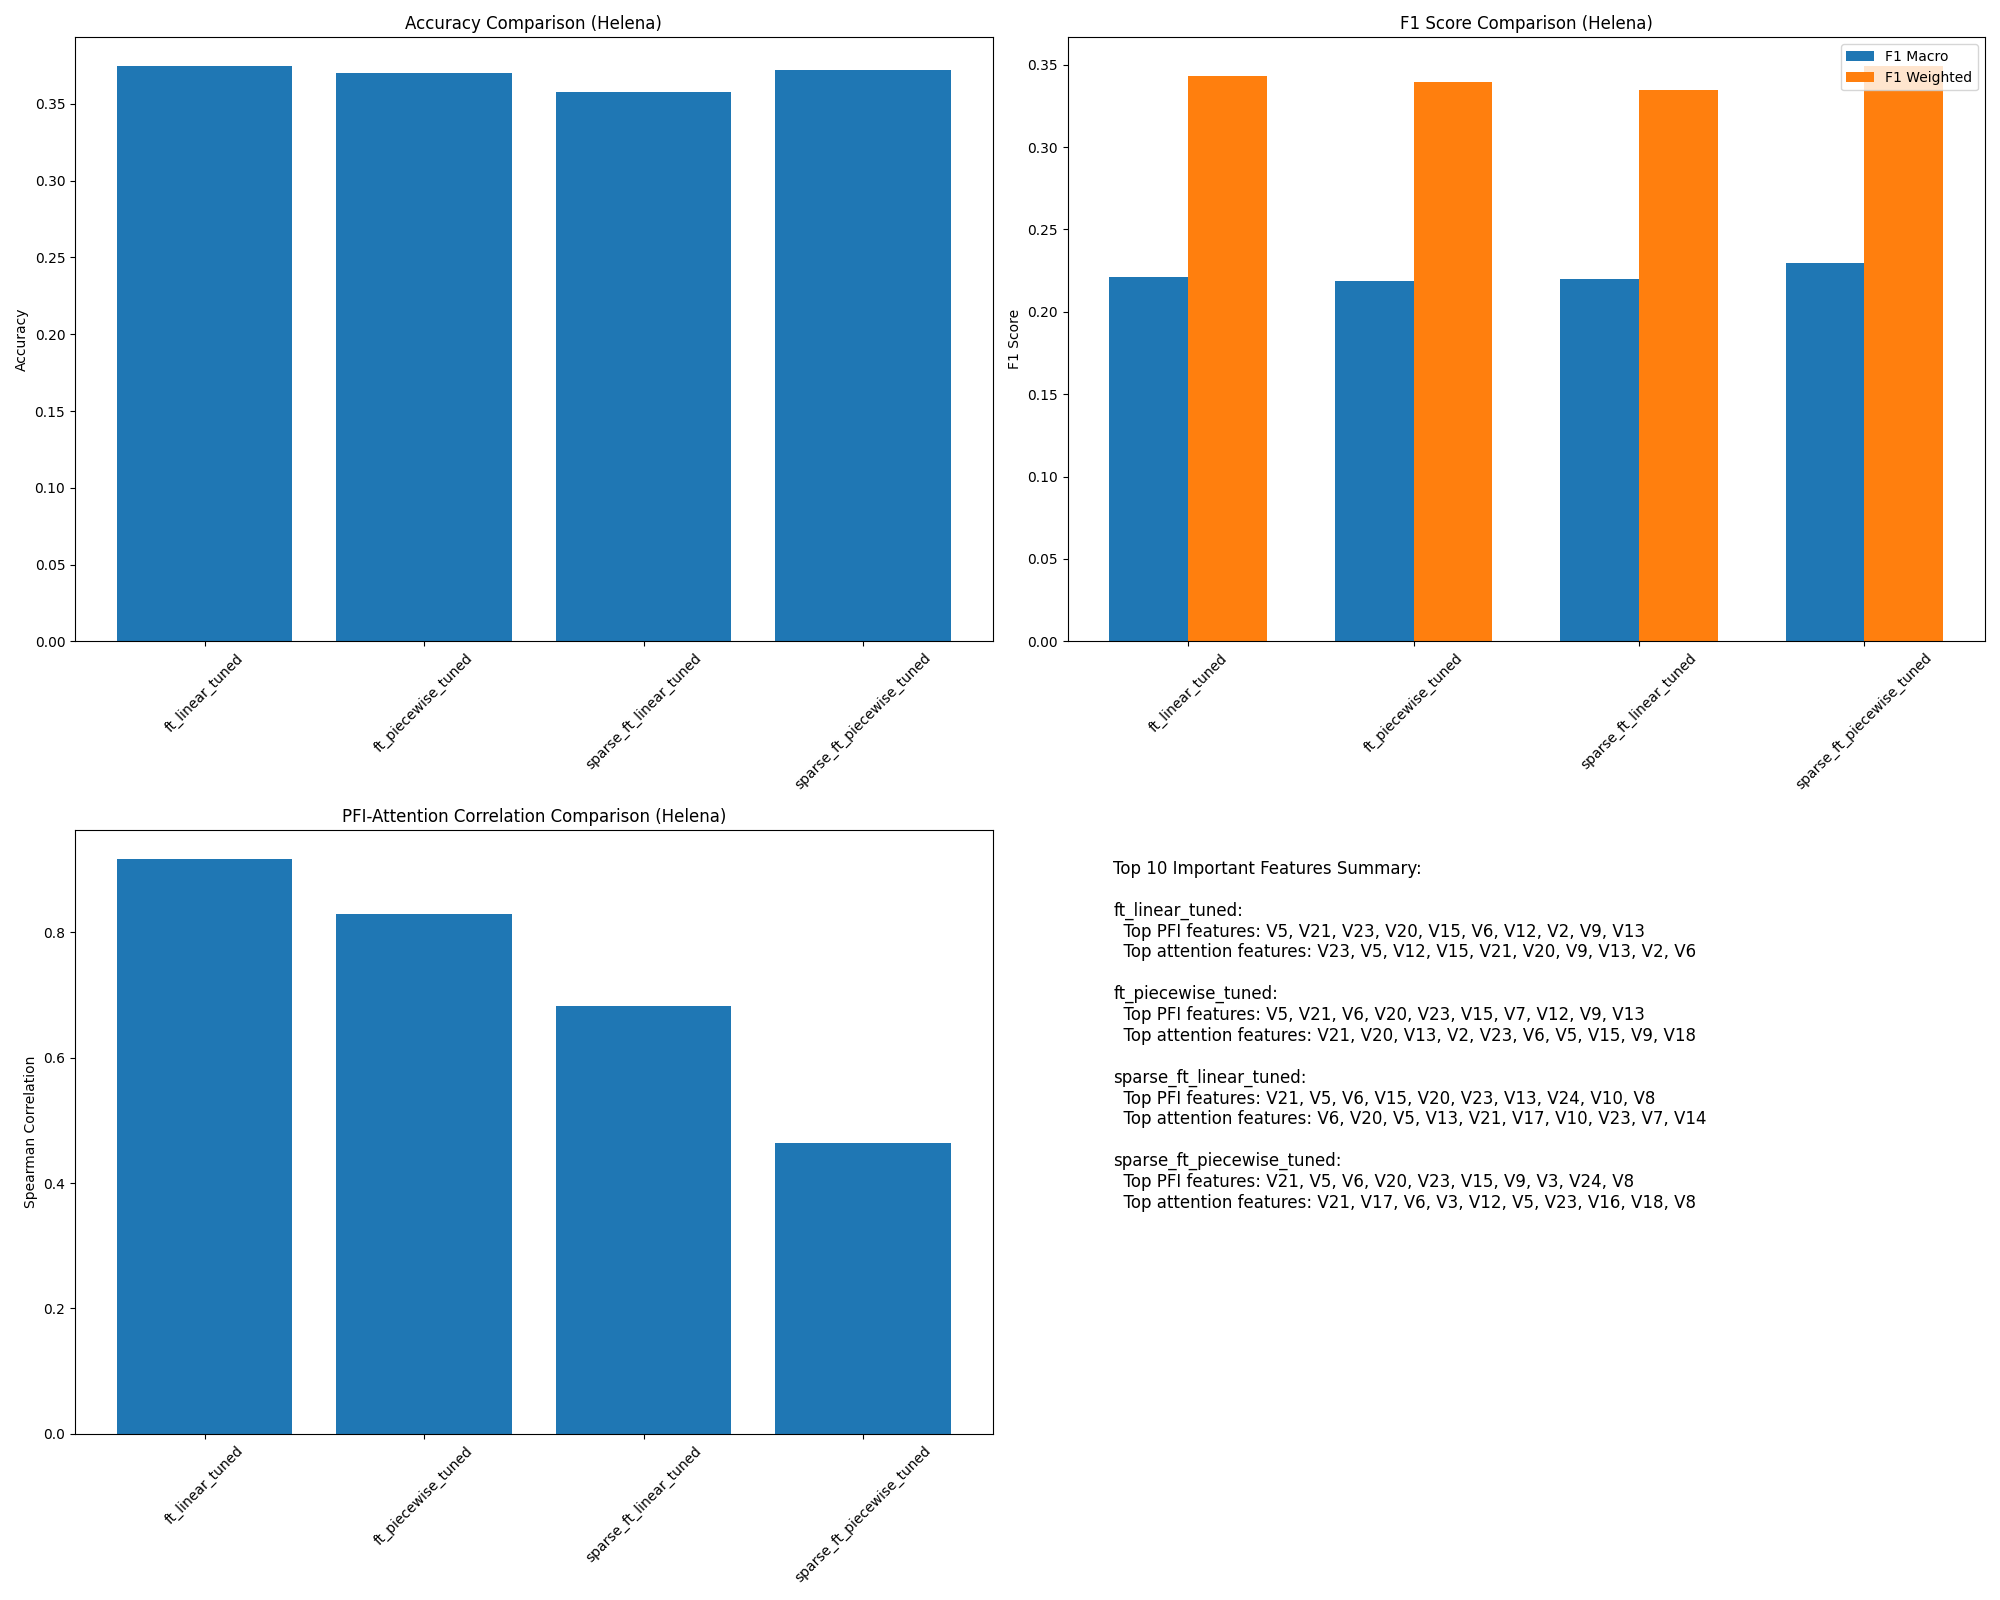 Accuracy Comparison (Helena)
Accuracy
0.35
0.30
0.25
0.20
0.15
0.10
0.05
0.00
ft_linear_tuned
ft_piecewise_tuned
sparse_ft_linear_tuned
sparse_ft_piecewise_tuned
F1 Score Comparison (Helena)
F1 Score
0.35
0.30
0.25
0.20
0.15
0.10
0.05
0.00
F1 Macro
F1 Weighted
ft_linear_tuned
ft_piecewise_tuned
sparse_ft_linear_tuned
sparse_ft_piecewise_tuned
PFI-Attention Correlation Comparison (Helena)
Spearman Correlation
0.8
0.6
0.4
0.2
0.0
ft_linear_tuned
ft_piecewise_tuned
sparse_ft_linear_tuned
sparse_ft_piecewise_tuned
Top 10 Important Features Summary:
ft_linear_tuned:
Top PFI features: V5, V21, V23, V20, V15, V6, V12, V2, V9, V13
Top attention features: V23, V5, V12, V15, V21, V20, V9, V13, V2, V6
ft_piecewise_tuned:
Top PFI features: V5, V21, V6, V20, V23, V15, V7, V12, V9, V13
Top attention features: V21, V20, V13, V2, V23, V6, V5, V15, V9, V18
sparse_ft_linear_tuned:
Top PFI features: V21, V5, V6, V15, V20, V23, V13, V24, V10, V8
Top attention features: V6, V20, V5, V13, V21, V17, V10, V23, V7, V14
sparse_ft_piecewise_tuned:
Top PFI features: V21, V5, V6, V20, V23, V15, V9, V3, V24, V8
Top attention features: V21, V17, V6, V3, V12, V5, V23, V16, V18, V8